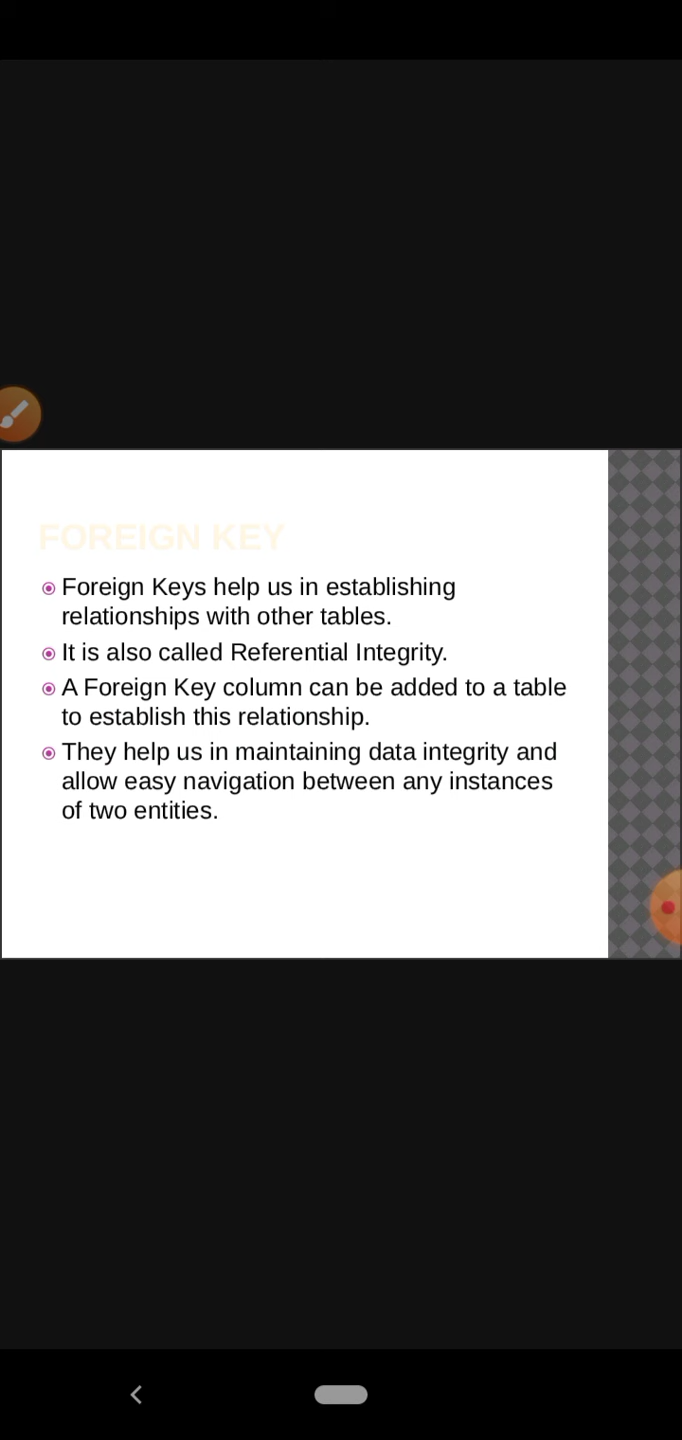 FOREIGN KEY
Foreign Keys help us in establishing
relationships with other tables.
It is also called Referential Integrity.
A Foreign Key column can be added to a table
to establish this relationship.
They help us in maintaining data integrity and
allow easy navigation between any instances
of two entities.